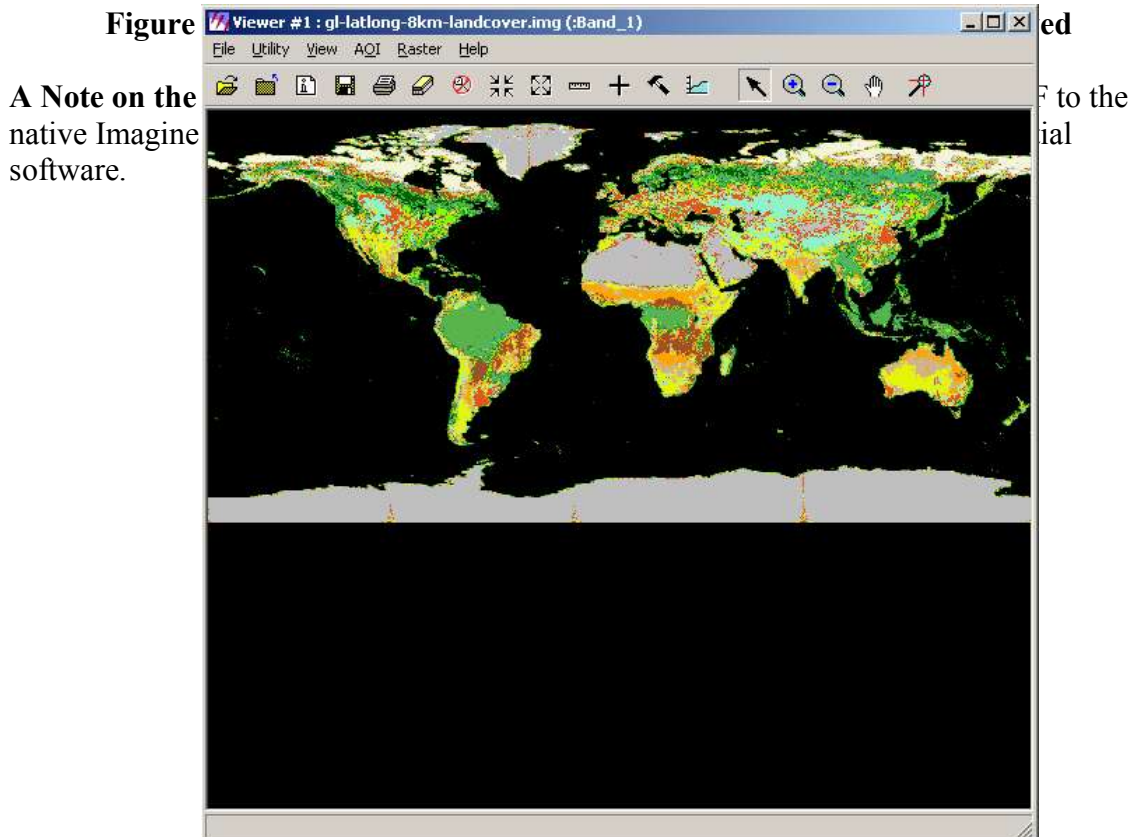 Figure
ed
Viewer #1 : gl-latlong-8km-landcover.img (:Band_1)
File Utility View AOI Raster Help
A Note on the
F to the
native Imagine
ial
software.